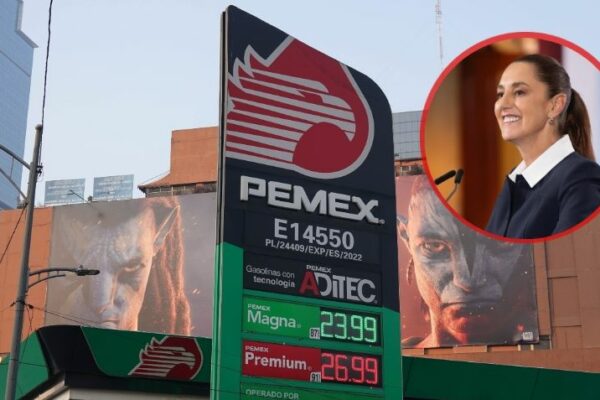 PEMEX
E14550
PL/24409/EXP/ES/2022
Gasolinas con
tecnología
PEMEX
ADITEC
PEMEX
Magna
87
23.99
PEMEX
Premium
91
26.99
OPERADO POR